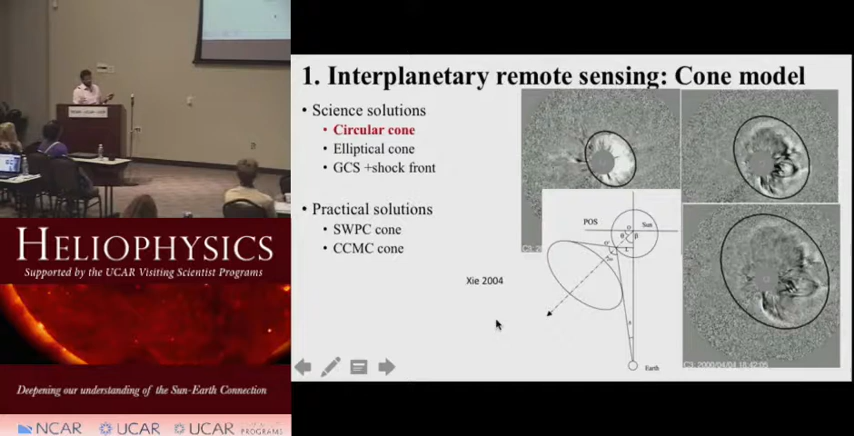 HELIOPHYSICS
Supported by the UCAR Visiting Scientist Programs
Deepening our understanding of the Sun-Earth Connection
NCAR UCAR UCAR
PROGRAMS
1. Interplanetary remote sensing: Cone model
• Science solutions
• Circular cone
• Elliptical cone
• GCS +shock front
• Practical solutions
• SWPC cone
• CCMC cone
Xie 2004
POS
Sun
O
θ
β
Earth